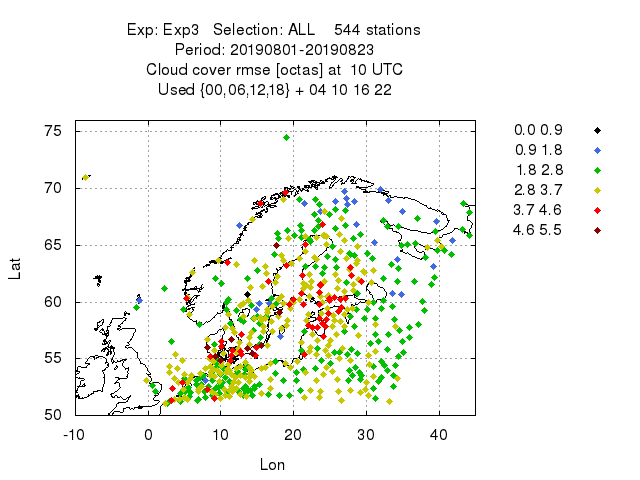 Exp: Exp3 Selection: ALL 544 stations
Period: 20190801-20190823
Cloud cover rmse [octas] at 10 UTC
Used {00,06,12,18} + 04 10 16 22
0.0 0.9
0.9 1.8
1.8 2.8
2.8 3.7
3.7 4.6
4.6 5.5
75
70
65
60
55
50
Lat
-10 0 10 20 30 40
Lon